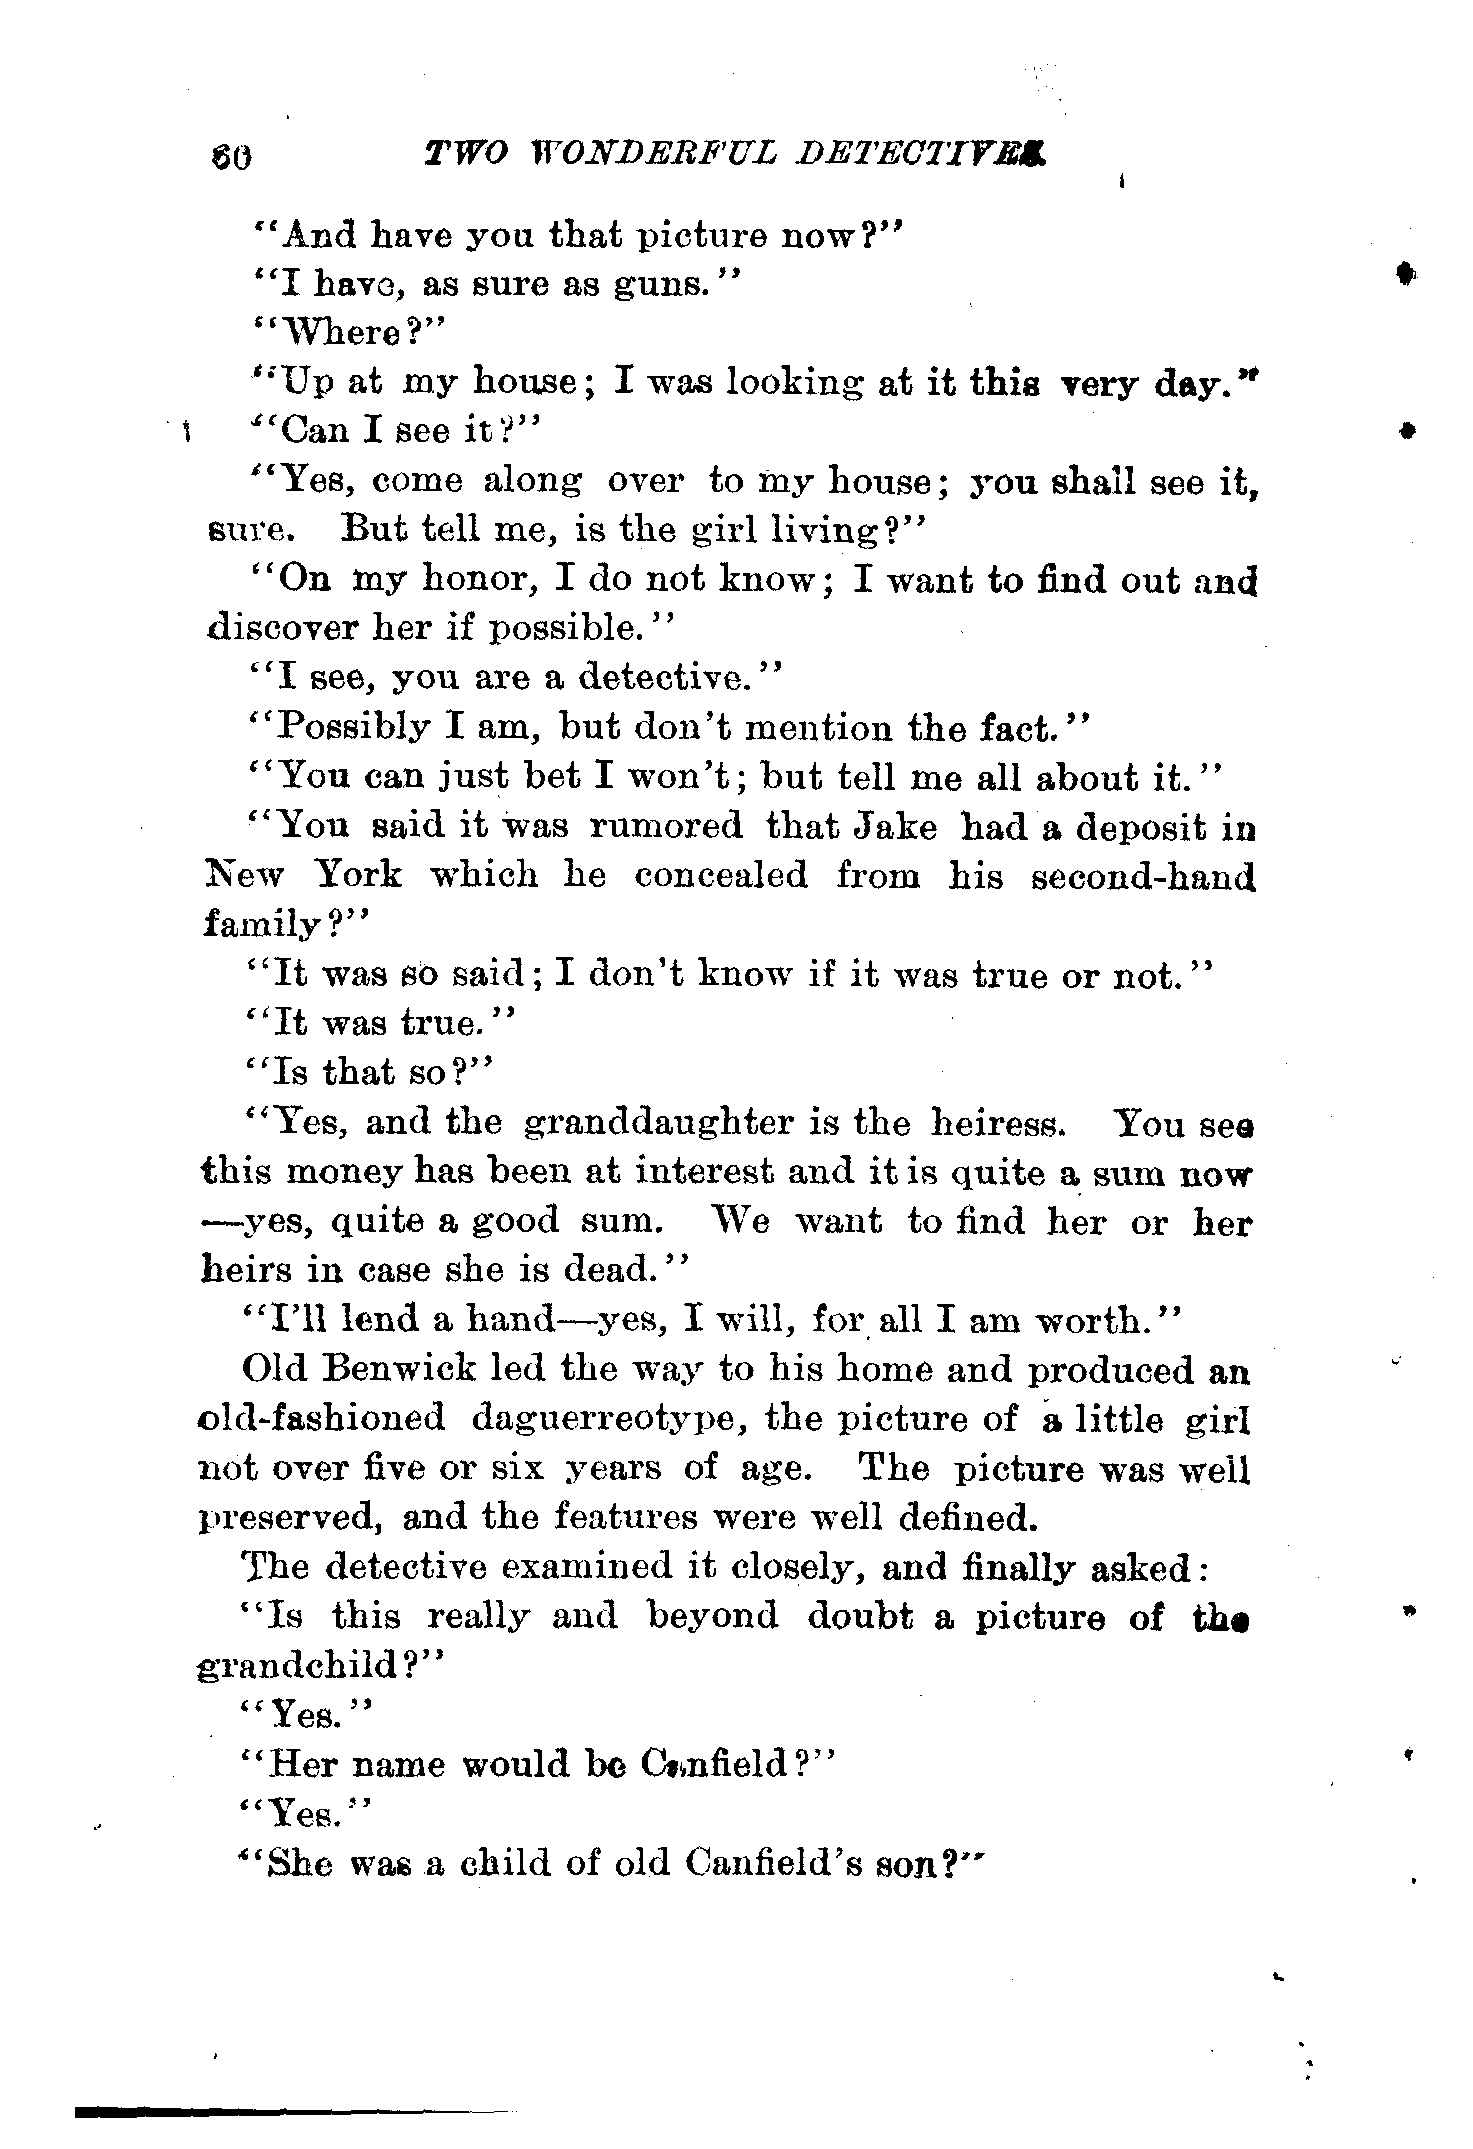 60 TWO WONDERFUL DETECTIVES.
"And have you that picture now?"
"I have, as sure as guns."
"Where?"
"Up at my house; I was looking at it this very day."
"Can I see it?"
"Yes, come along over to my house; you shall see it,
sure. But tell me, is the girl living?"
"On my honor, I do not know; I want to find out and
discover her if possible."
"I see, you are a detective."
"Possibly I am, but don't mention the fact."
"You can just bet I won't; but tell me all about it."
"You said it was rumored that Jake had a deposit in
New York which he concealed from his second-hand
family?"
"It was so said; I don't know if it was true or not."
"It was true."
"Is that so?"
"Yes, and the granddaughter is the heiress. You see
this money has been at interest and it is quite a sum now
—yes, quite a good sum. We want to find her or her
heirs in case she is dead."
"I'll lend a hand—yes, I will, for all I am worth."
Old Benwick led the way to his home and produced an
old-fashioned daguerreotype, the picture of a little girl
not over five or six years of age. The picture was well
preserved, and the features were well defined.
The detective examined it closely, and finally asked:
"Is this really and beyond doubt a picture of the
grandchild?"
"Yes."
"Her name would be Canfield?"
"Yes."
"She was a child of old Canfield's son?"